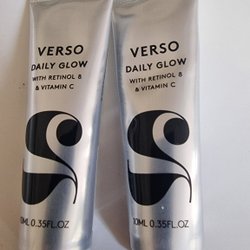 VERSO
DAILY GLOW
WITH RETINOL 8
& VITAMIN C
10ML 0.35FL.OZ
VERSO
DAILY GLOW
WITH RETINOL 8
& VITAMIN C
10ML 0.35FL.OZ